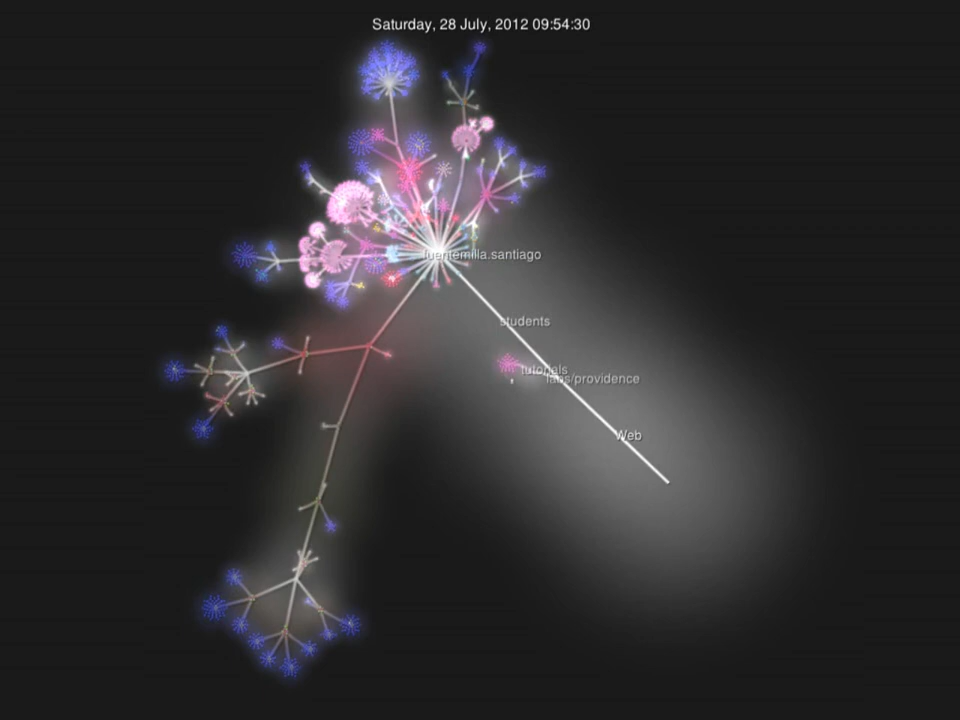 Saturday, 28 July, 2012 09:54:30
fuentemilla.santiago
students
tutorials
labs/providence
Web